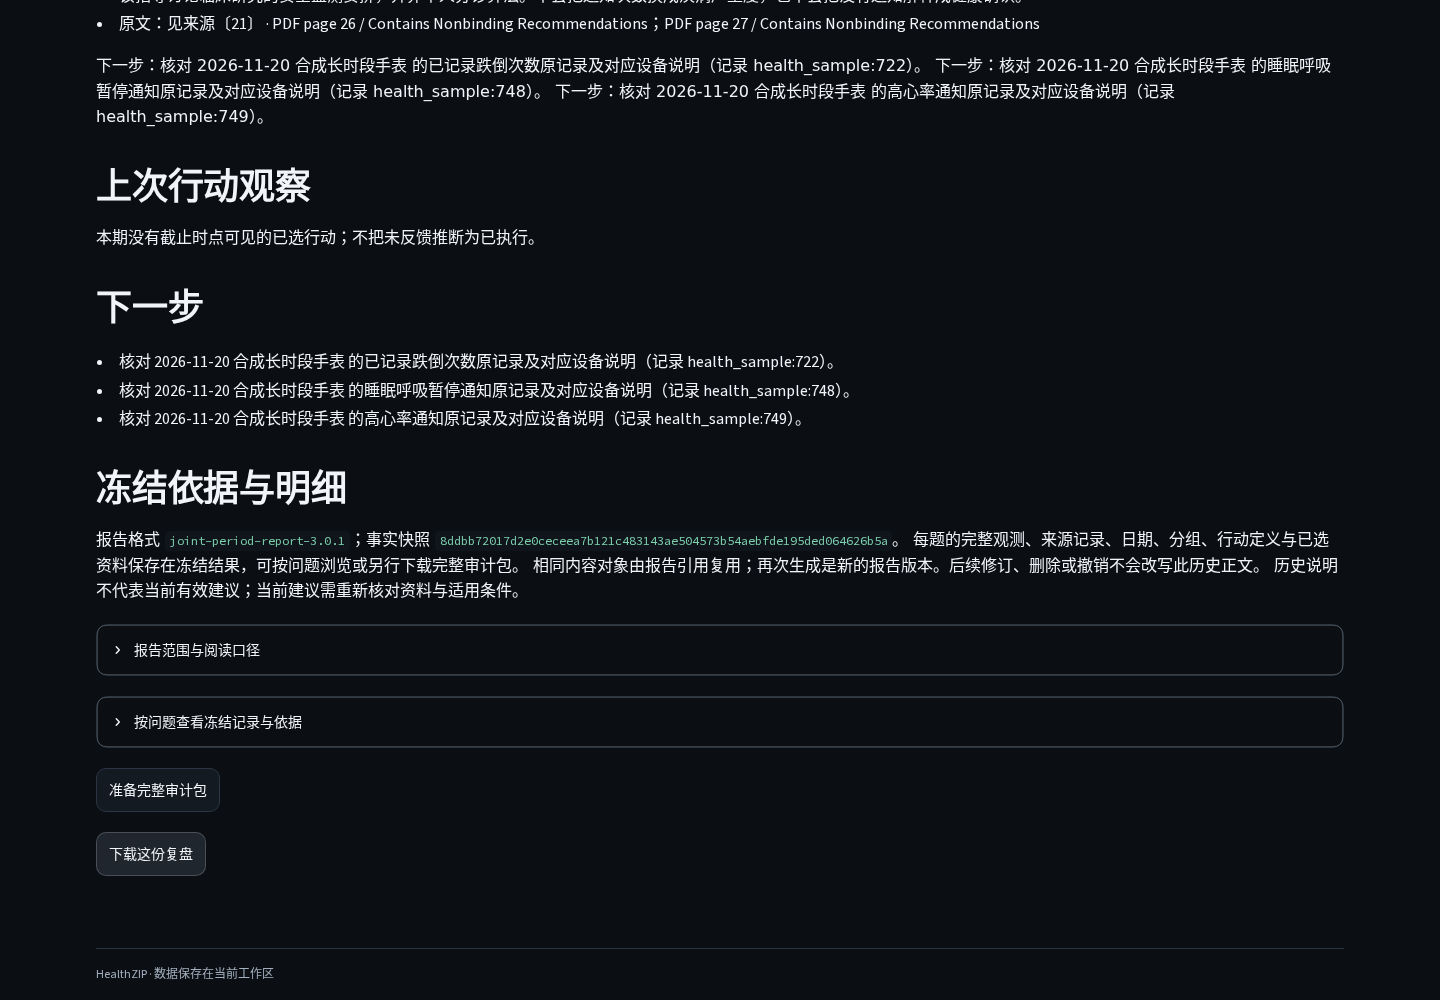 原文：见来源〔21〕 · PDF page 26 / Contains Nonbinding Recommendations；PDF page 27 / Contains Nonbinding Recommendations
下一步：核对 2026-11-20 合成长时段手表 的已记录跌倒次数原记录及对应设备说明（记录 health_sample:722）。 下一步：核对 2026-11-20 合成长时段手表 的睡眠呼吸
暂停通知原记录及对应设备说明（记录 health_sample:748）。 下一步：核对 2026-11-20 合成长时段手表 的高心率通知原记录及对应设备说明（记录
health_sample:749）。
上次行动观察
本期没有截止时点可见的已选行动；不把未反馈推断为已执行。
下一步
核对 2026-11-20 合成长时段手表 的已记录跌倒次数原记录及对应设备说明（记录 health_sample:722）。
核对 2026-11-20 合成长时段手表 的睡眠呼吸暂停通知原记录及对应设备说明（记录 health_sample:748）。
核对 2026-11-20 合成长时段手表 的高心率通知原记录及对应设备说明（记录 health_sample:749）。
冻结依据与明细
报告格式 joint-period-report-3.0.1；事实快照 8ddbb72017d2e0ceceea7b121c483143ae504573b54aebfde195ded064626b5a。 每题的完整观测、来源记录、日期、分组、行动定义与已选
资料保存在冻结结果，可按问题浏览或另行下载完整审计包。 相同内容对象由报告引用复用；再次生成是新的报告版本。后续修订、删除或撤销不会改写此历史正文。 历史说明
不代表当前有效建议；当前建议需重新核对资料与适用条件。
报告范围与阅读口径
按问题查看冻结记录与依据
准备完整审计包
下载这份复盘
HealthZIP · 数据保存在当前工作区